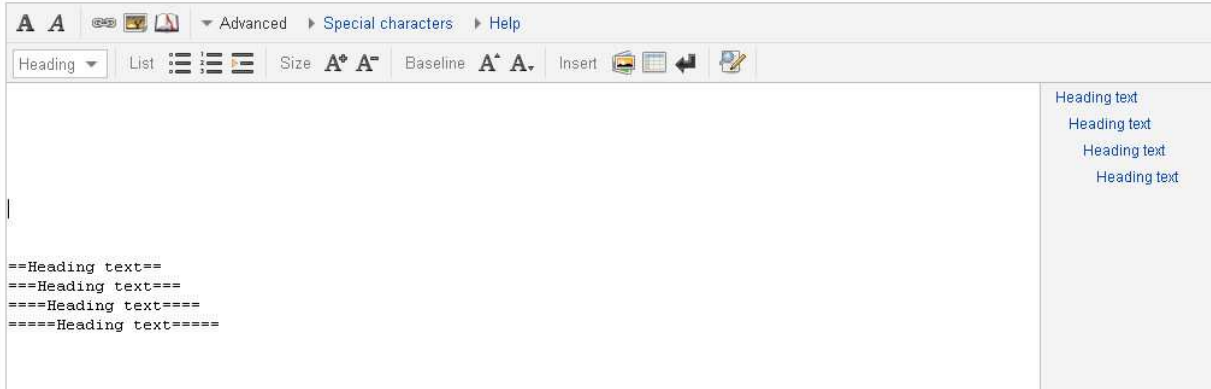 A A Advanced Special characters Help
Heading List Size A A Baseline A A Insert
Heading text
Heading text
Heading text
Heading text
==Heading text==
===Heading text===
====Heading text====
=====Heading text=====